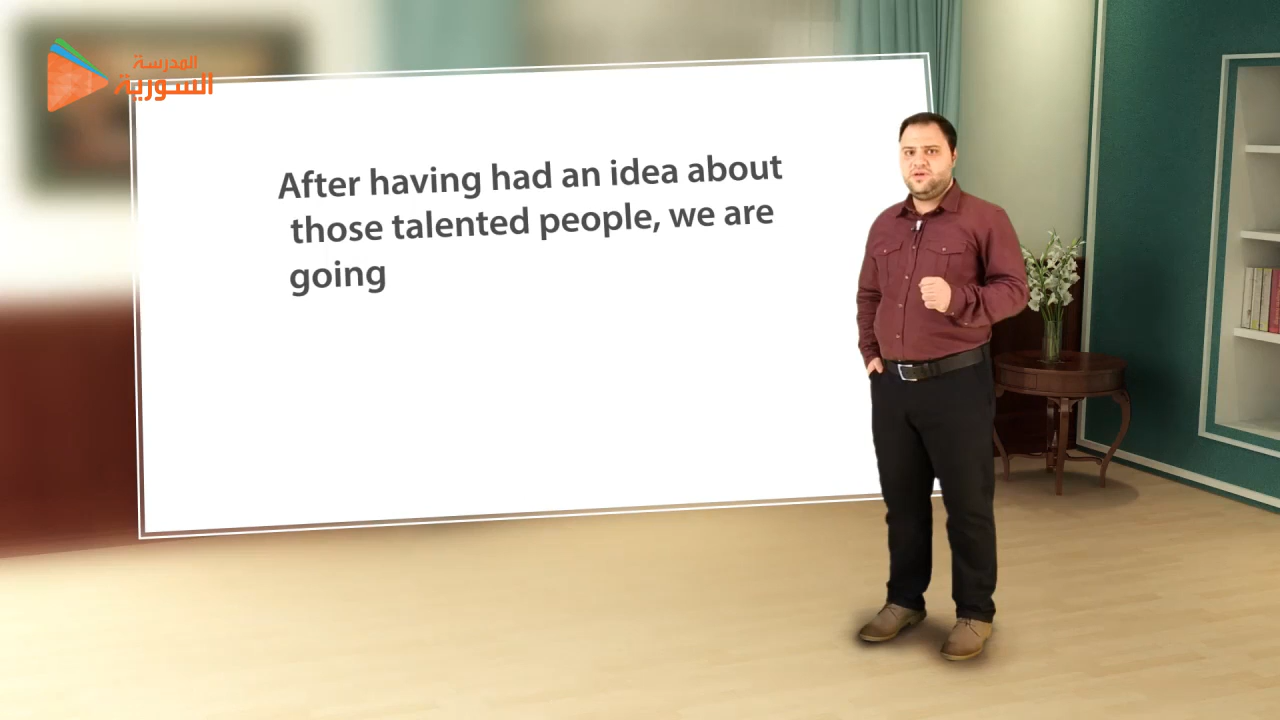 المدرسة
السورية
After having had an idea about
those talented people, we are
going